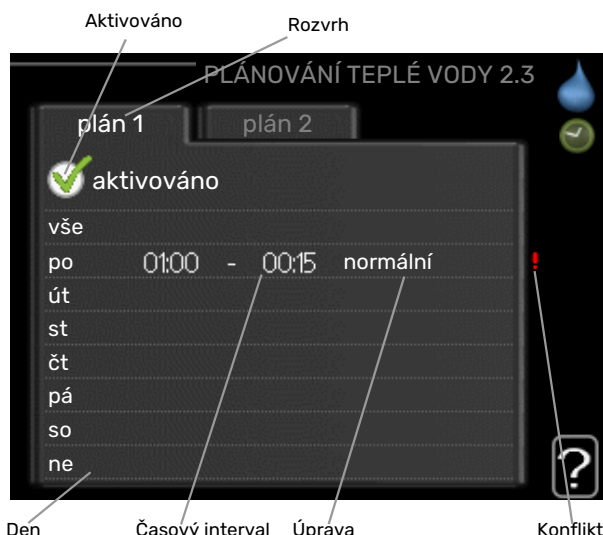 Aktivováno
Rozvrh
PLÁNOVÁNÍ TEPLÉ VODY 2.3
plán 1
plán 2
aktivováno
vše
po 01:00 - 00:15 normální !
út
st
čt
pá
so
ne
?
Den
Časový interval
Úprava
Konflikt